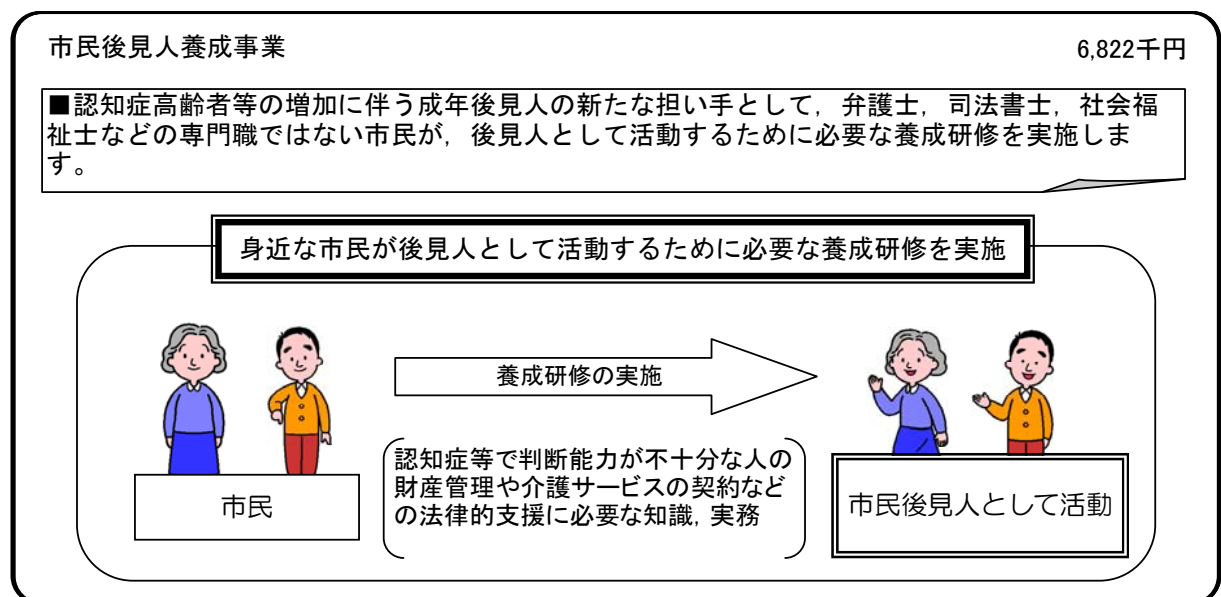 市民後見人養成事業
6,822千円
■認知症高齢者等の増加に伴う成年後見人の新たな担い手として，弁護士，司法書士，社会福
祉士などの専門職ではない市民が，後見人として活動するために必要な養成研修を実施しま
す。
身近な市民が後見人として活動するために必要な養成研修を実施
養成研修の実施
認知症等で判断能力が不十分な人の
財産管理や介護サービスの契約など
の法律的支援に必要な知識，実務
市民
市民後見人として活動